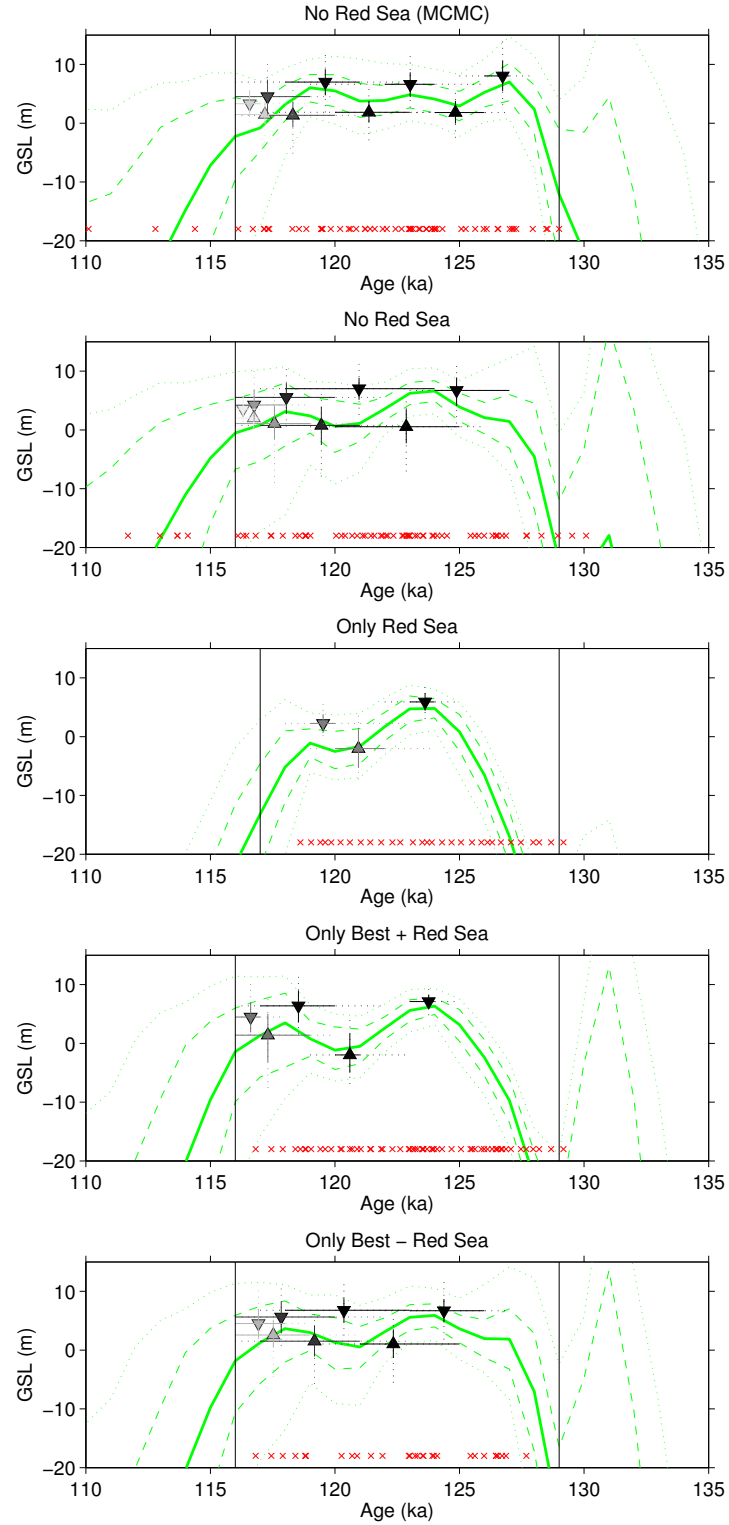 No Red Sea (MCMC)
10
0
−10
−20
GSL (m)
110 115 120 125 130 135
Age (ka)
No Red Sea
10
0
−10
−20
GSL (m)
110 115 120 125 130 135
Age (ka)
Only Red Sea
10
0
−10
−20
GSL (m)
110 115 120 125 130 135
Age (ka)
Only Best + Red Sea
10
0
−10
−20
GSL (m)
110 115 120 125 130 135
Age (ka)
Only Best − Red Sea
10
0
−10
−20
GSL (m)
110 115 120 125 130 135
Age (ka)